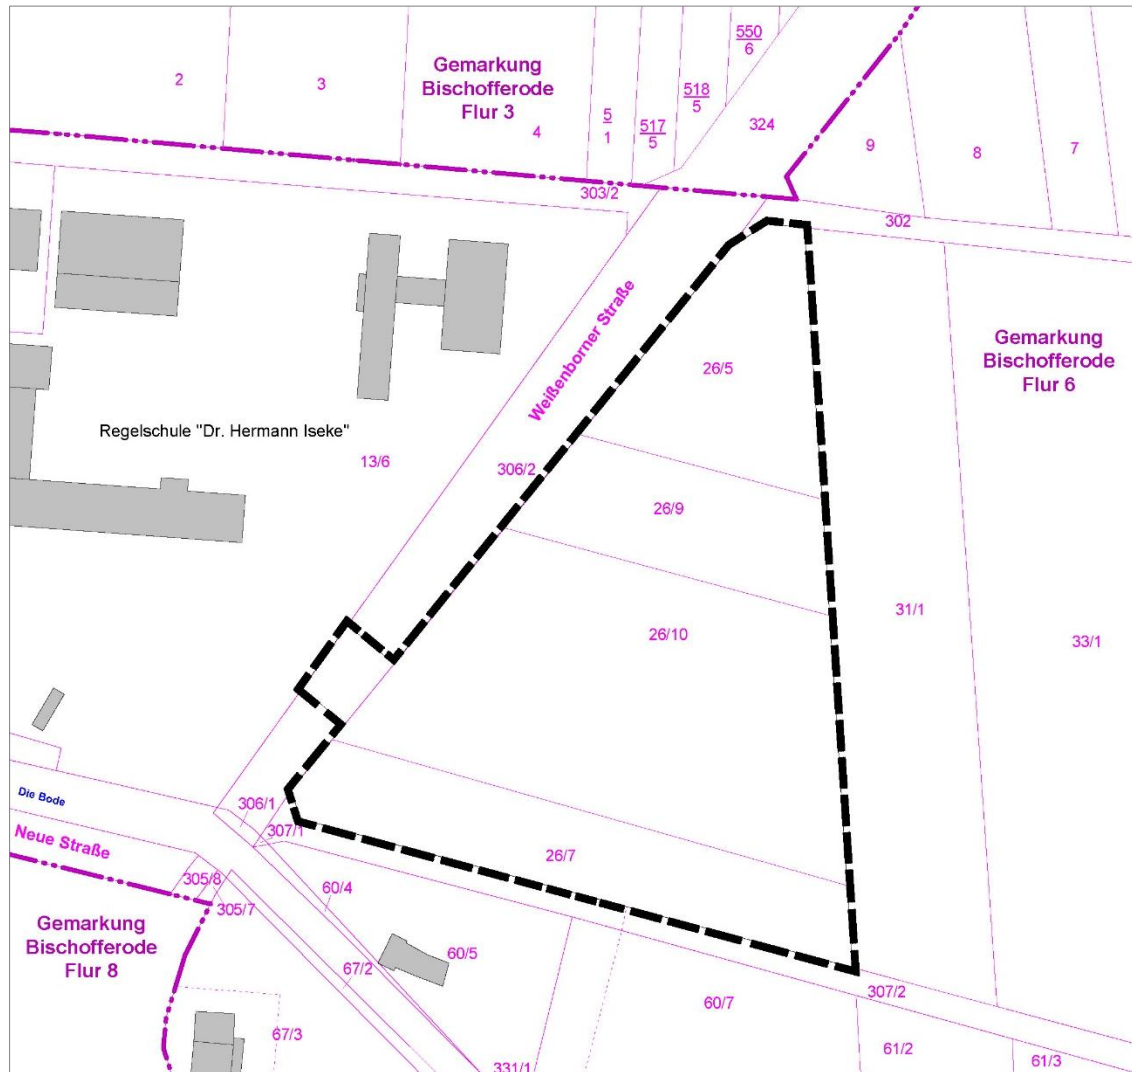 550
6
2
3
Gemarkung
Bischofferode
Flur 3
4
5
1
517
5
518
5
324
9
8
7
303/2
302
Weißenborner Straße
26/5
Gemarkung
Bischofferode
Flur 6
Regelschule "Dr. Hermann Iseke"
13/6
306/2
26/9
26/10
31/1
33/1
Die Bode
306/1
307/1
Neue Straße
26/7
305/8
305/7
60/4
Gemarkung
Bischofferode
Flur 8
60/5
67/2
60/7
307/2
67/3
331/1
61/2
61/3